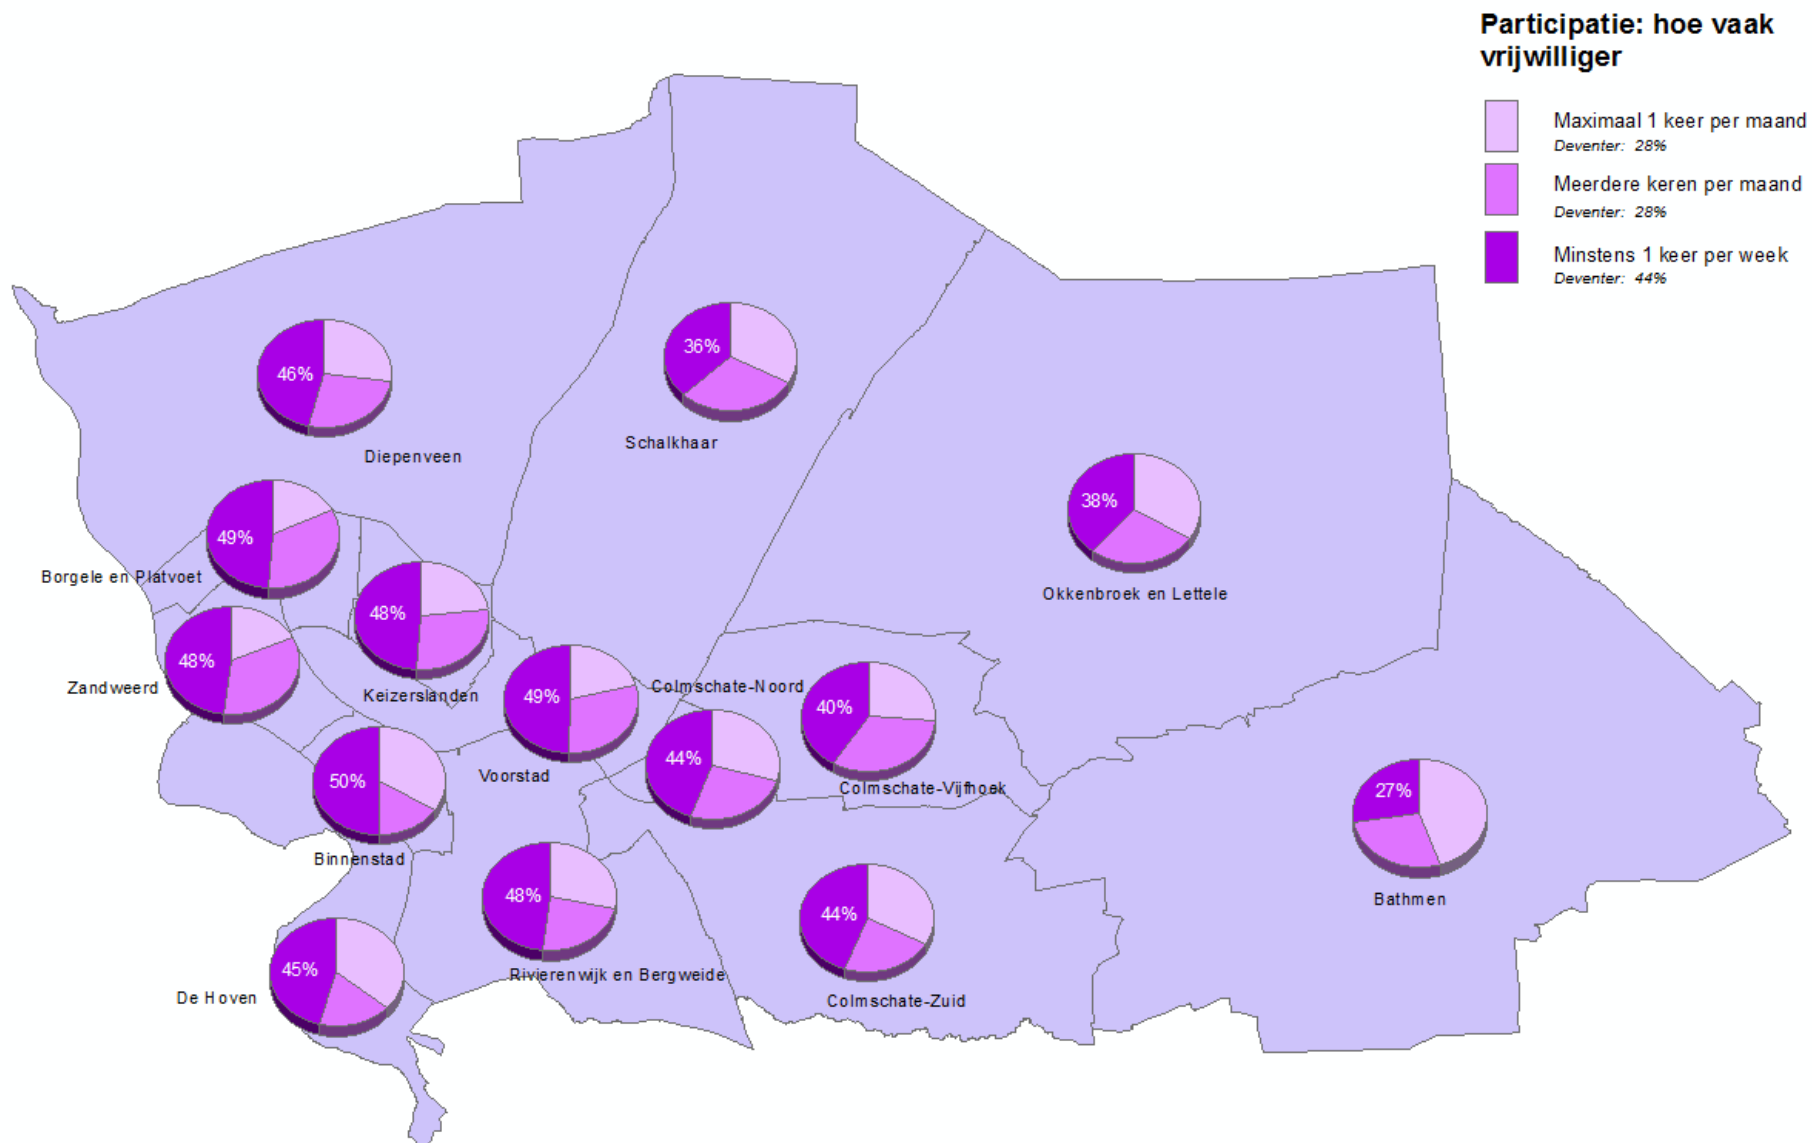 Participatie: hoe vaak
vrijwilliger
Maximaal 1 keer per maand
Deventer: 28%
Meerdere keren per maand
Deventer: 28%
Minstens 1 keer per week
Deventer: 44%
36%
46%
Schalkhaar
Diepenveen
38%
49%
Borgele en Platvoet
Okkenbroek en Lettele
48%
48%
Zandweerd
Keizerslanden
Colmschate-Noord
49%
40%
44%
Voorstad
50%
Colmschate-Vijfhoek
27%
Binnenstad
48%
Bathmen
44%
45%
Rivierenwijk en Bergweide
De Hoven
Colmschate-Zuid